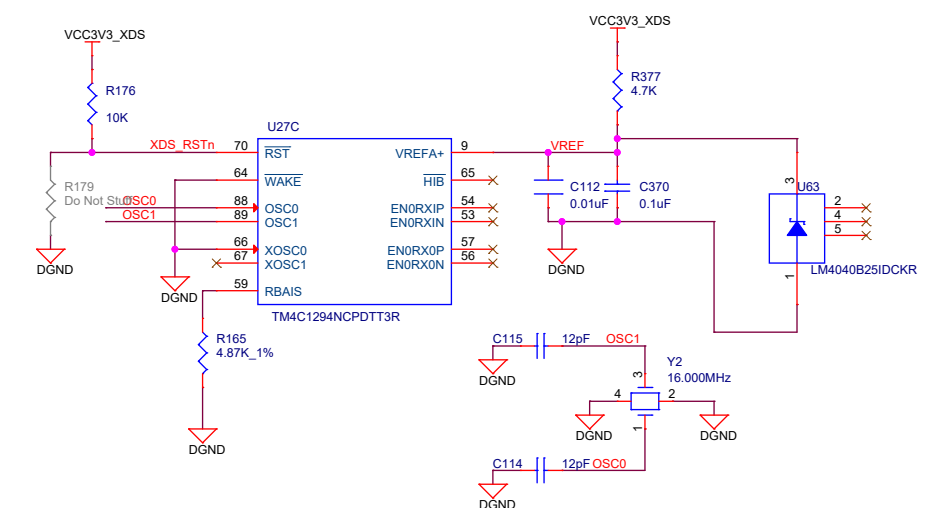 VCC3V3_XDS
VCC3V3_XDS
R176
10K
R377
4.7K
U27C
XDS_RSTn 70 RST
VREFA+ 9 VREF
R179
Do Not Stuff
64 WAKE
HIB 65
C112
0.01uF
C370
0.1uF
3
U63
2
4
5
1
LM4040B25IDCKR
OSC0 88 OSC0
OSC1 89 OSC1
EN0RXIP 54
EN0RXIN 53
66 XOSC0
67 XOSC1
EN0RX0P 57
EN0RX0N 56
DGND
DGND
DGND
59 RBAIS
TM4C1294NCPDTT3R
R165
4.87K_1%
DGND
C115 12pF OSC1
DGND
Y2
16.000MHz
3
4
2
1
DGND
DGND
C114 12pF OSC0
DGND